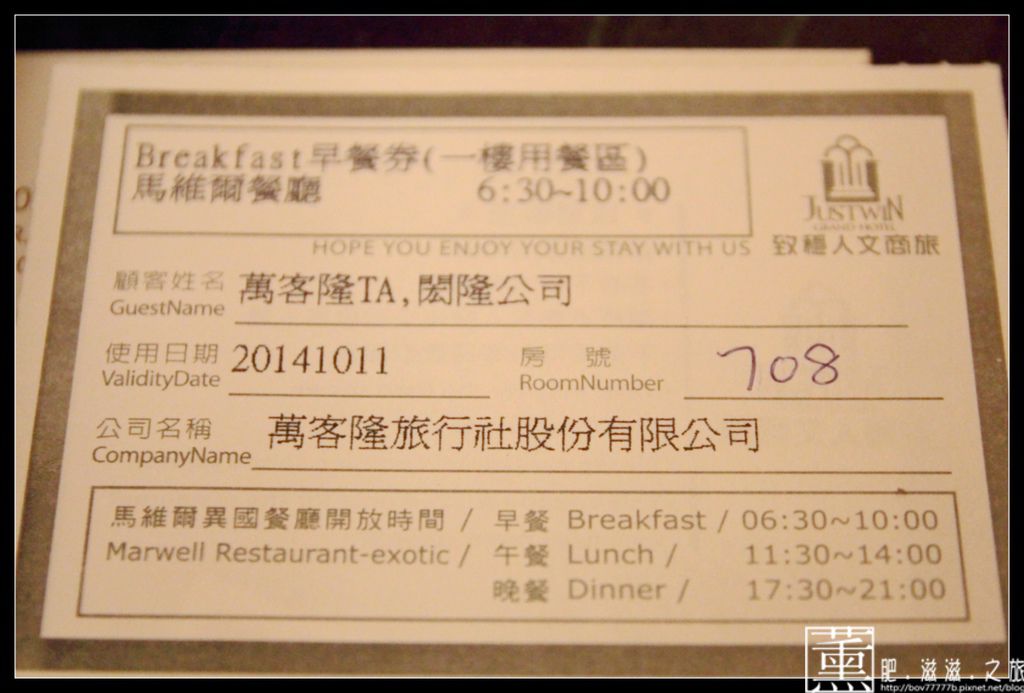 Breakfast早餐券(一樓用餐區)
馬維爾餐廳 6:30~10:00
JUSTWIN
GRAND HOTEL
致穩人文商旅
HOPE YOU ENJOY YOUR STAY WITH US
顧客姓名 萬客隆TA,閎隆公司
GuestName
使用日期 20141011 房 號 708
ValidityDate RoomNumber
公司名稱 萬客隆旅行社股份有限公司
CompanyName
馬維爾異國餐廳開放時間 / 早餐 Breakfast / 06:30~10:00
Marwell Restaurant-exotic / 午餐 Lunch / 11:30~14:00
晚餐 Dinner / 17:30~21:00
薰 肥.滋滋.之旅
http://bov77777b.pixnet.net/blog